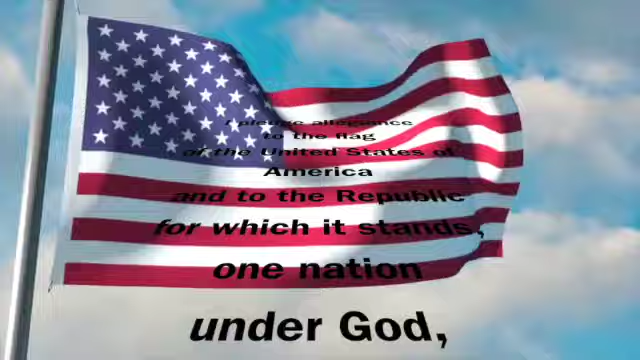 I pledge allegiance
to the flag
of the United States of
America
and to the Republic
for which it stands,
one nation
under God,